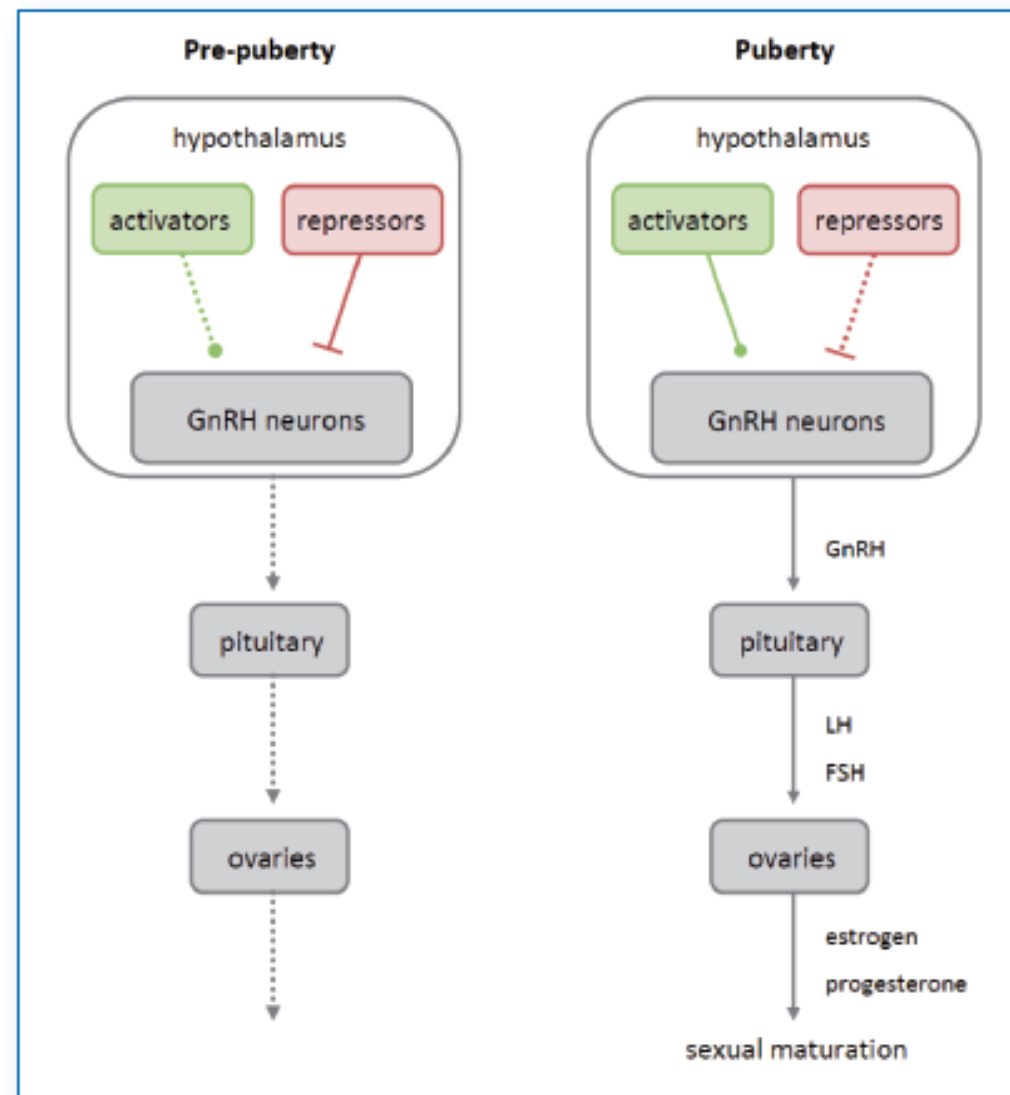 Pre-puberty
hypothalamus
activators
repressors
GnRH neurons
pituitary
ovaries
Puberty
hypothalamus
activators
repressors
GnRH neurons
GnRH
pituitary
LH
FSH
ovaries
estrogen
progesterone
sexual maturation